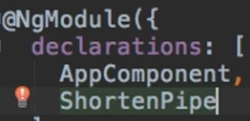 @NgModule({
declarations: [
AppComponent,
ShortenPipe